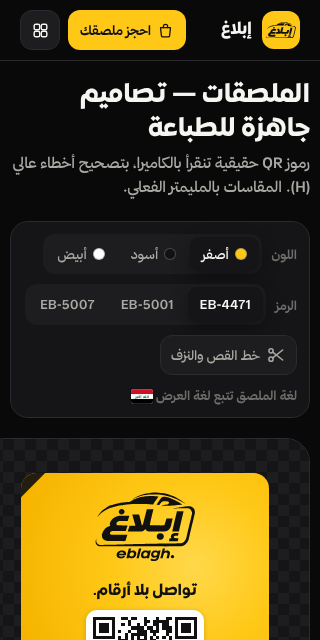 إبلاغ
إبلاغ
احجز ملصقك
الملصقات — تصاميم
جاهزة للطباعة
رموز QR حقيقية تنقرأ بالكاميرا، بتصحيح أخطاء عالي
(H). المقاسات بالمليمتر الفعلي.
اللون
أصفر
أسود
أبيض
الرمز
EB-4471
EB-5001
EB-5007
خط القص والنزف
لغة الملصق تتبع لغة العرض
إبلاغ
eblagh.
تواصل بلا أرقام.